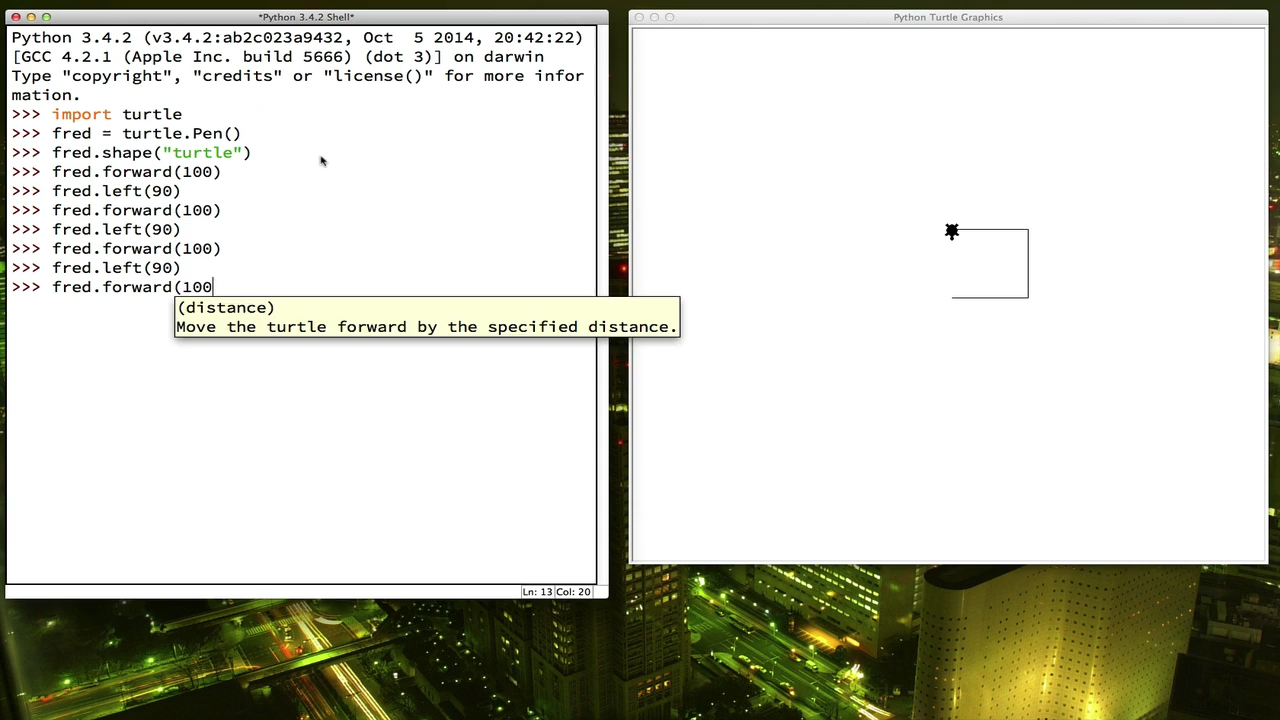 *Python 3.4.2 Shell*
Python 3.4.2 (v3.4.2:ab2c023a9432, Oct  5 2014, 20:42:22)
[GCC 4.2.1 (Apple Inc. build 5666) (dot 3)] on darwin
Type "copyright", "credits" or "license()" for more infor
mation.
>>> import turtle
>>> fred = turtle.Pen()
>>> fred.shape("turtle")
>>> fred.forward(100)
>>> fred.left(90)
>>> fred.forward(100)
>>> fred.left(90)
>>> fred.forward(100)
>>> fred.left(90)
>>> fred.forward(100
(distance)
Move the turtle forward by the specified distance.
Ln: 13 Col: 20
Python Turtle Graphics